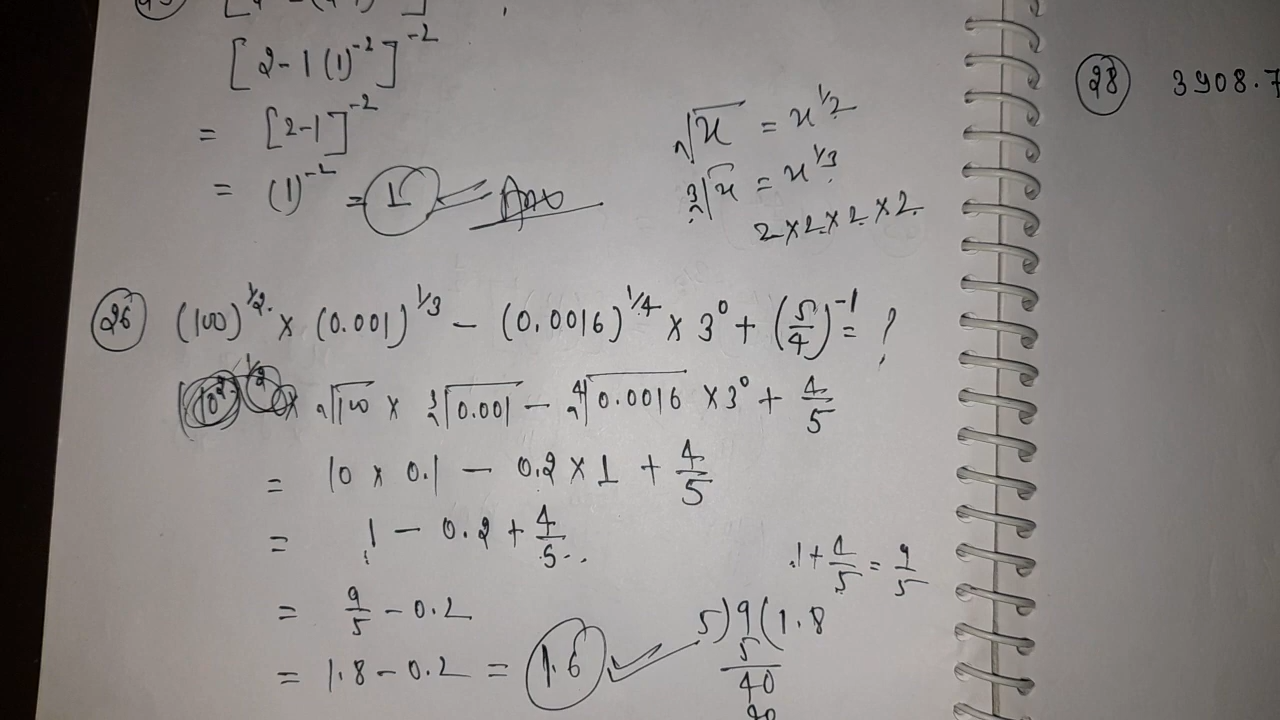 [2-1(1)⁻²]⁻²
= [2-1]⁻²
= (1)⁻² = 1 Ans
√x = x^1/2
³√x = x^1/3
2×2×2×2
26 (100)^1/2 × (0.001)^1/3 - (0.0016)^1/4 × 3⁰ + (5/4)⁻¹ = ?
√100 × ³√0.001 - ⁴√0.0016 × 3⁰ + 4/5
= 10 × 0.1 - 0.2 × 1 + 4/5
= 1 - 0.2 + 4/5
= 9/5 - 0.2
= 1.8 - 0.2 = 1.6
1 + 4/5 = 9/5
5)9(1.8
5
40
28 3908.7